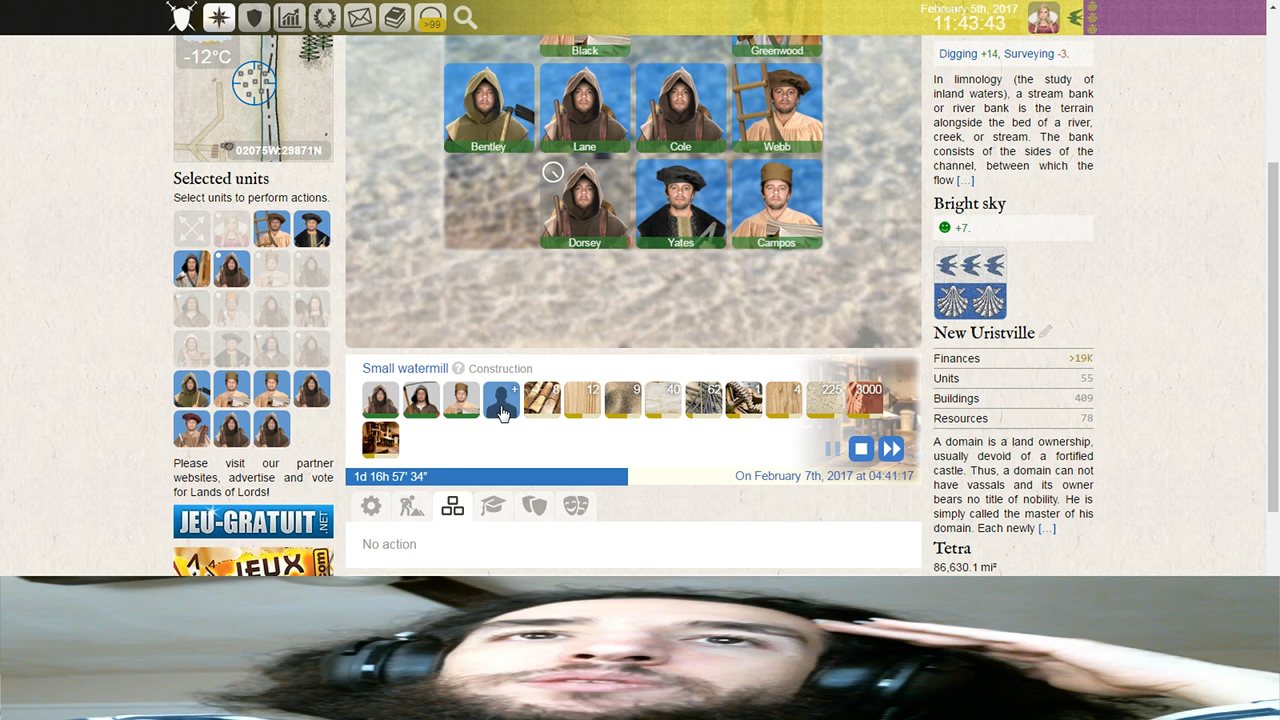 >99
February 5th, 2017
11:43:43
-12°C
02075W:29871N
Selected units
Select units to perform actions.
Please visit our partner
websites, advertise and vote
for Lands of Lords!
JEU-GRATUIT.NET
JEUX.com
Black
Greenwood
Bentley
Lane
Cole
Webb
Dorsey
Yates
Campos
Small watermill ? Construction
+
12
9
40
62
1
4
225
3000
1d 16h 57' 34"
On February 7th, 2017 at 04:41:17
No action
Digging +14, Surveying -3.
In limnology (the study of
inland waters), a stream bank
or river bank is the terrain
alongside the bed of a river,
creek, or stream. The bank
consists of the sides of the
channel, between which the
flow [...]
Bright sky
+7.
New Uristville
Finances >19K
Units 55
Buildings 409
Resources 78
A domain is a land ownership,
usually devoid of a fortified
castle. Thus, a domain can not
have vassals and its owner
bears no title of nobility. He is
simply called the master of his
domain. Each newly [...]
Tetra
86,630.1 mi²